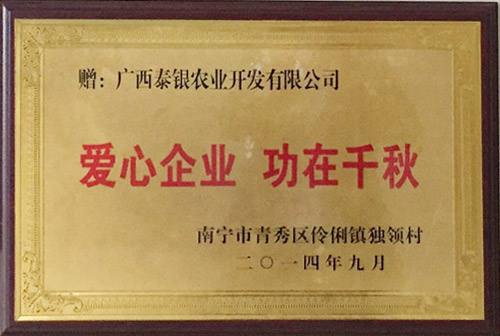 赠：广西泰银农业开发有限公司
爱心企业 功在千秋
南宁市青秀区伶俐镇独领村
二〇一四年九月